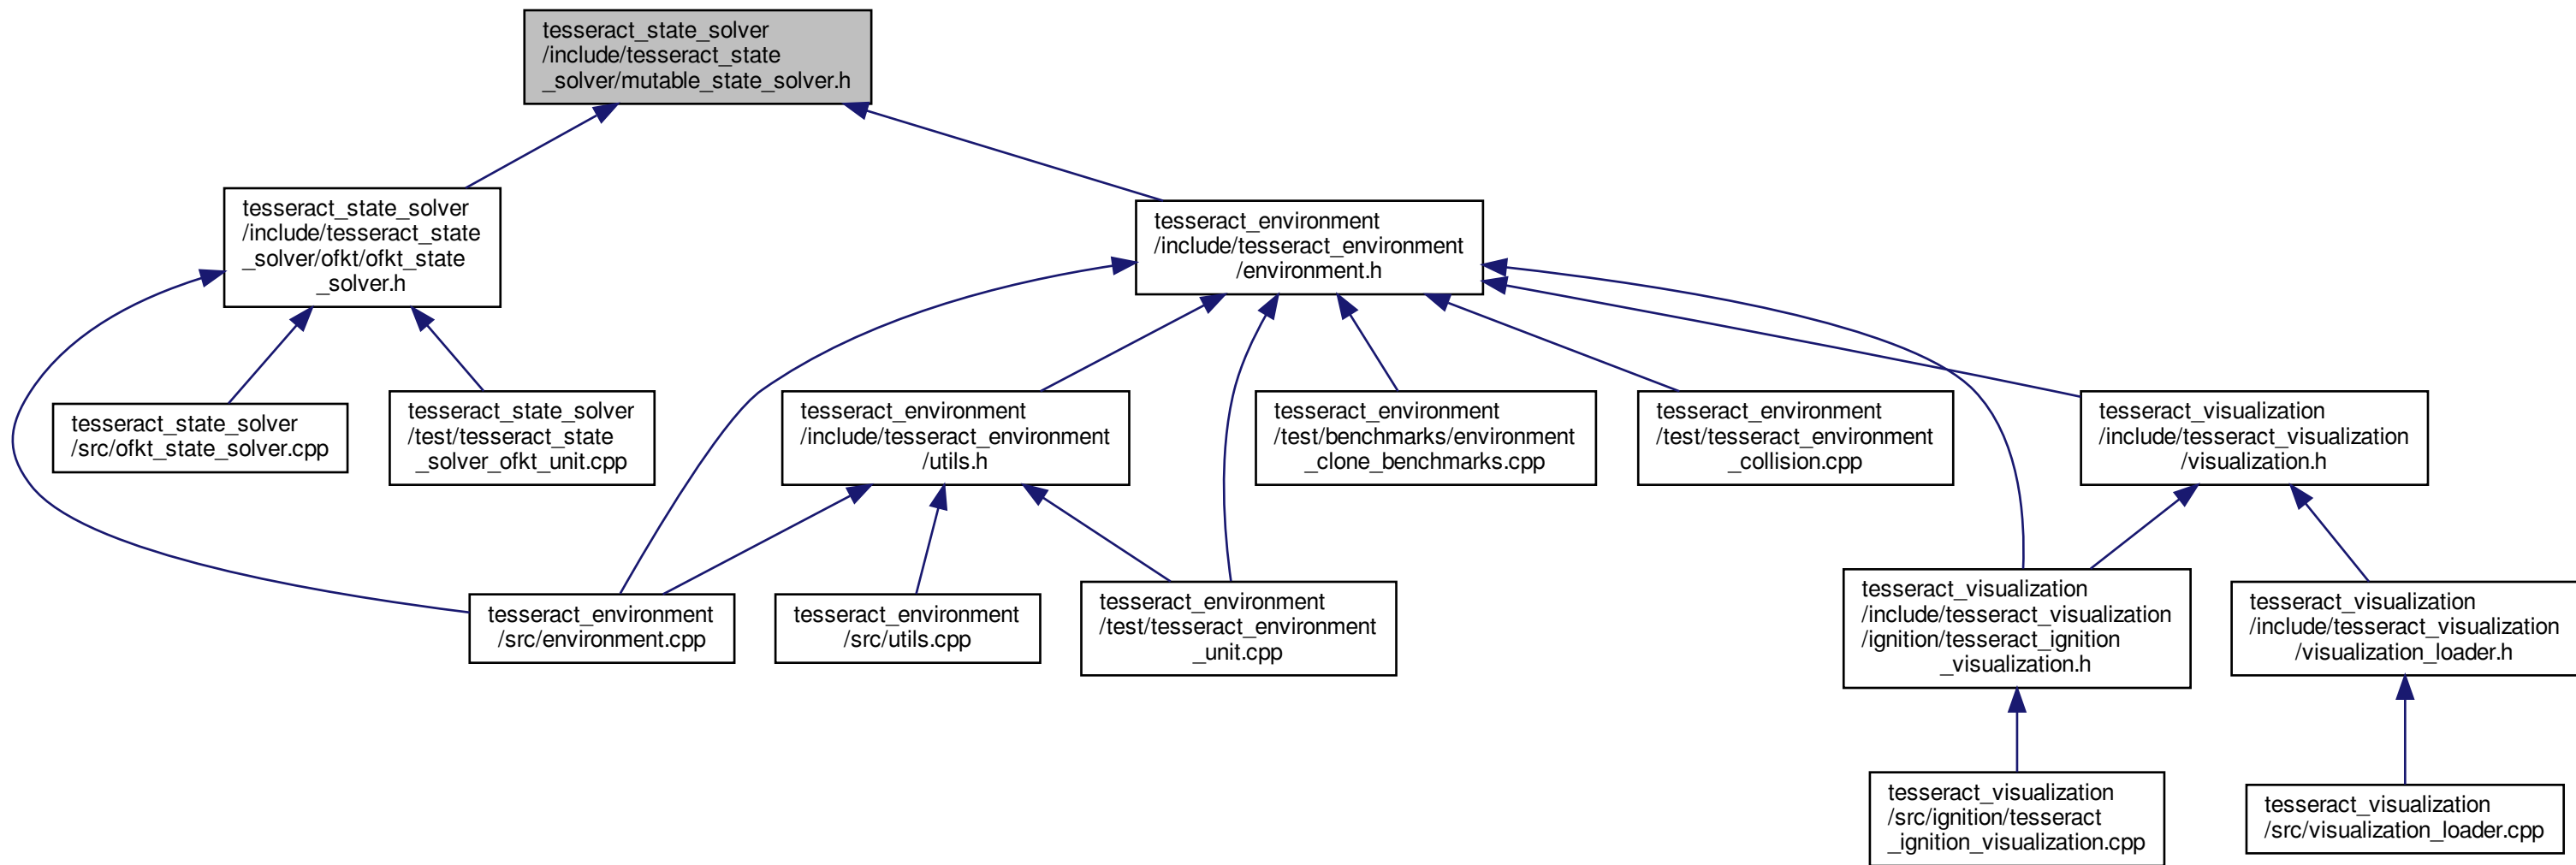 tesseract_state_solver
/include/tesseract_state
_solver/mutable_state_solver.h
tesseract_state_solver
/include/tesseract_state
_solver/ofkt/ofkt_state
_solver.h
tesseract_environment
/include/tesseract_environment
/environment.h
tesseract_state_solver
/src/ofkt_state_solver.cpp
tesseract_state_solver
/test/tesseract_state
_solver_ofkt_unit.cpp
tesseract_environment
/include/tesseract_environment
/utils.h
tesseract_environment
/test/benchmarks/environment
_clone_benchmarks.cpp
tesseract_environment
/test/tesseract_environment
_collision.cpp
tesseract_visualization
/include/tesseract_visualization
/visualization.h
tesseract_environment
/src/environment.cpp
tesseract_environment
/src/utils.cpp
tesseract_environment
/test/tesseract_environment
_unit.cpp
tesseract_visualization
/include/tesseract_visualization
/ignition/tesseract_ignition
_visualization.h
tesseract_visualization
/include/tesseract_visualization
/visualization_loader.h
tesseract_visualization
/src/ignition/tesseract
_ignition_visualization.cpp
tesseract_visualization
/src/visualization_loader.cpp